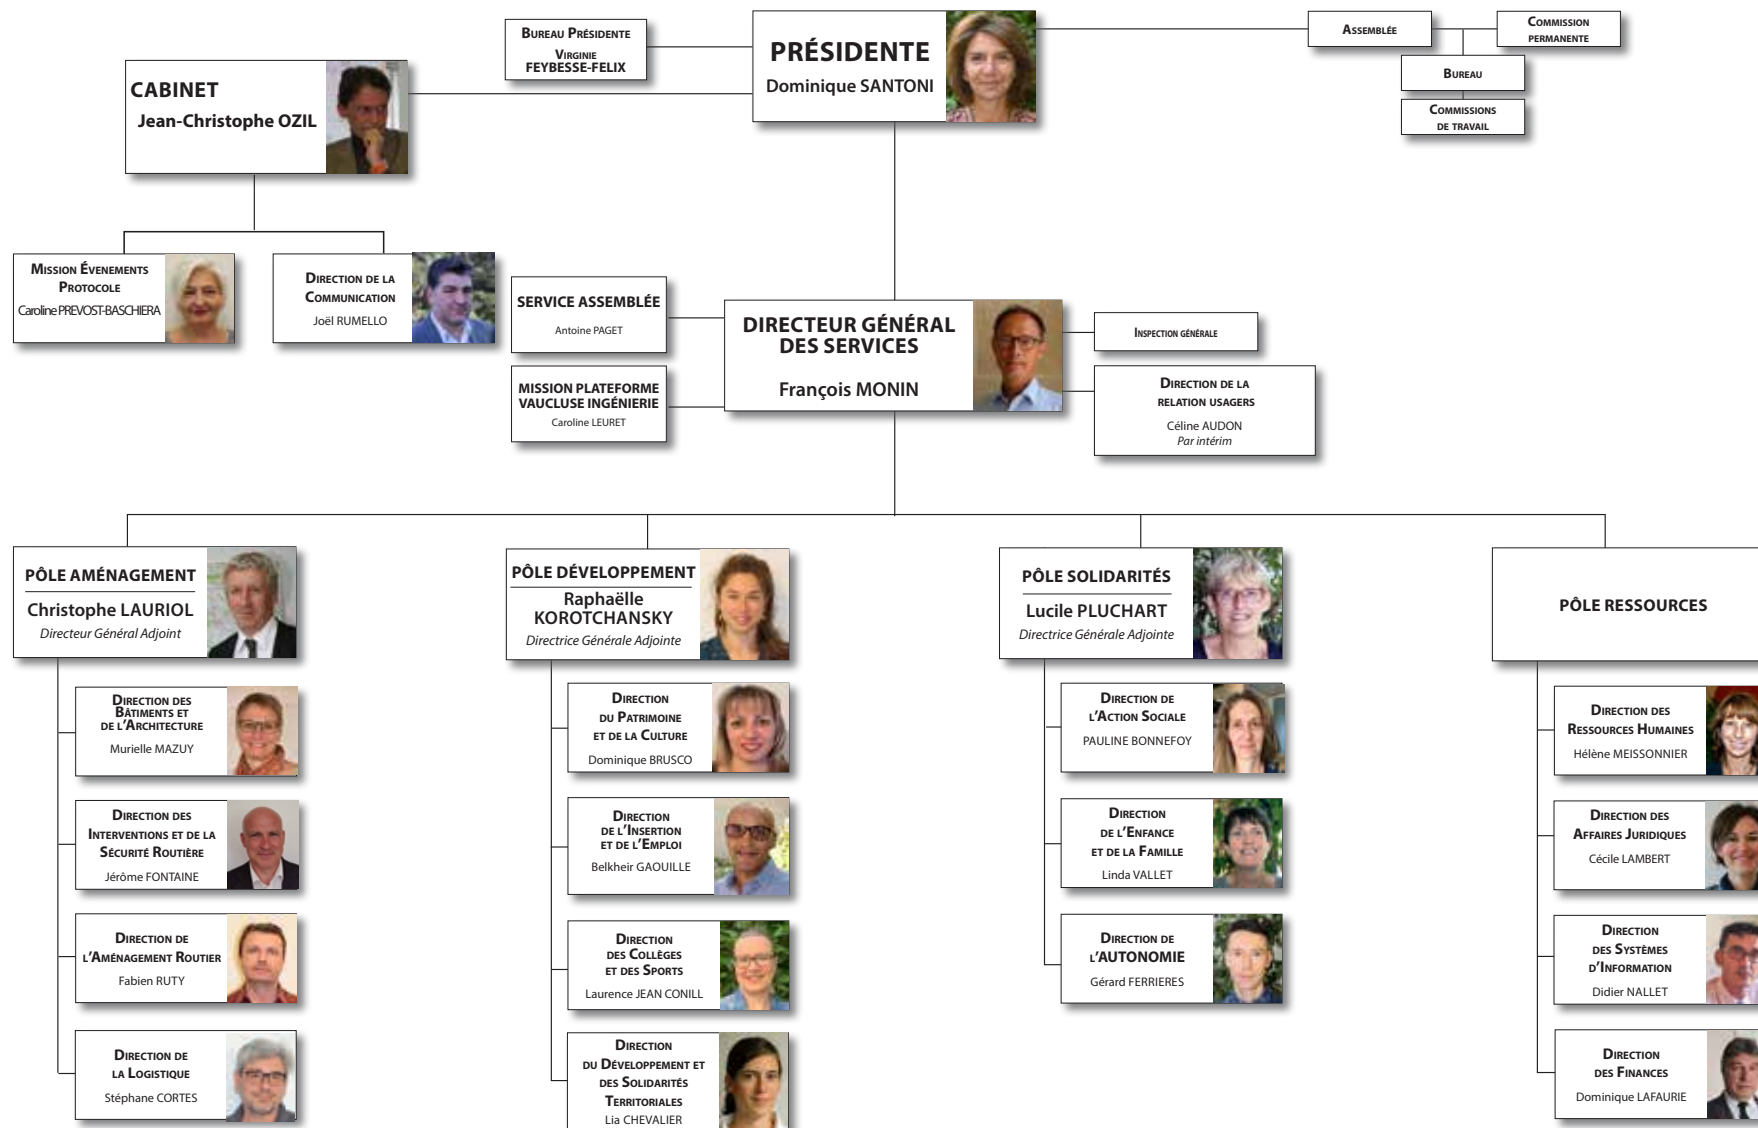 Bureau Présidente
Virginie
FEYBESSE-FELIX
PRÉSIDENTE
Dominique SANTONI
Assemblée
Commission
permanente
Bureau
Commissions
de travail
CABINET
Jean-Christophe OZIL
Mission Évenements
Protocole
Caroline PREVOST-BASCHIERA
Direction de la
Communication
Joël RUMELLO
SERVICE ASSEMBLÉE
Antoine PAGET
MISSION PLATEFORME
VAUCLUSE INGÉNIERIE
Caroline LEURET
DIRECTEUR GÉNÉRAL
DES SERVICES
François MONIN
Inspection générale
Direction de la
relation usagers
Céline AUDON
Par intérim
PÔLE AMÉNAGEMENT
Christophe LAURIOL
Directeur Général Adjoint
Direction des
Bâtiments et
de l'Architecture
Murielle MAZUY
Direction des
Interventions et de la
Sécurité Routière
Jérôme FONTAINE
Direction de
l'Aménagement Routier
Fabien RUTY
Direction de
la Logistique
Stéphane CORTES
PÔLE DÉVELOPPEMENT
Raphaëlle
KOROTCHANSKY
Directrice Générale Adjointe
Direction
du Patrimoine
et de la Culture
Dominique BRUSCO
Direction
de l'Insertion
et de l'Emploi
Belkheir GAOUILLE
Direction
des Collèges
et des Sports
Laurence JEAN CONILL
Direction
du Développement et
des Solidarités
Territoriales
Lia CHEVALIER
PÔLE SOLIDARITÉS
Lucile PLUCHART
Directrice Générale Adjointe
Direction de
l'Action Sociale
PAULINE BONNEFOY
Direction
de l'Enfance
et de la Famille
Linda VALLET
Direction de
l'AUTONOMIE
Gérard FERRIERES
PÔLE RESSOURCES
Direction des
Ressources Humaines
Hélène MEISSONNIER
Direction des
Affaires Juridiques
Cécile LAMBERT
Direction
des Systèmes
d'Information
Didier NALLET
Direction
des Finances
Dominique LAFAURIE